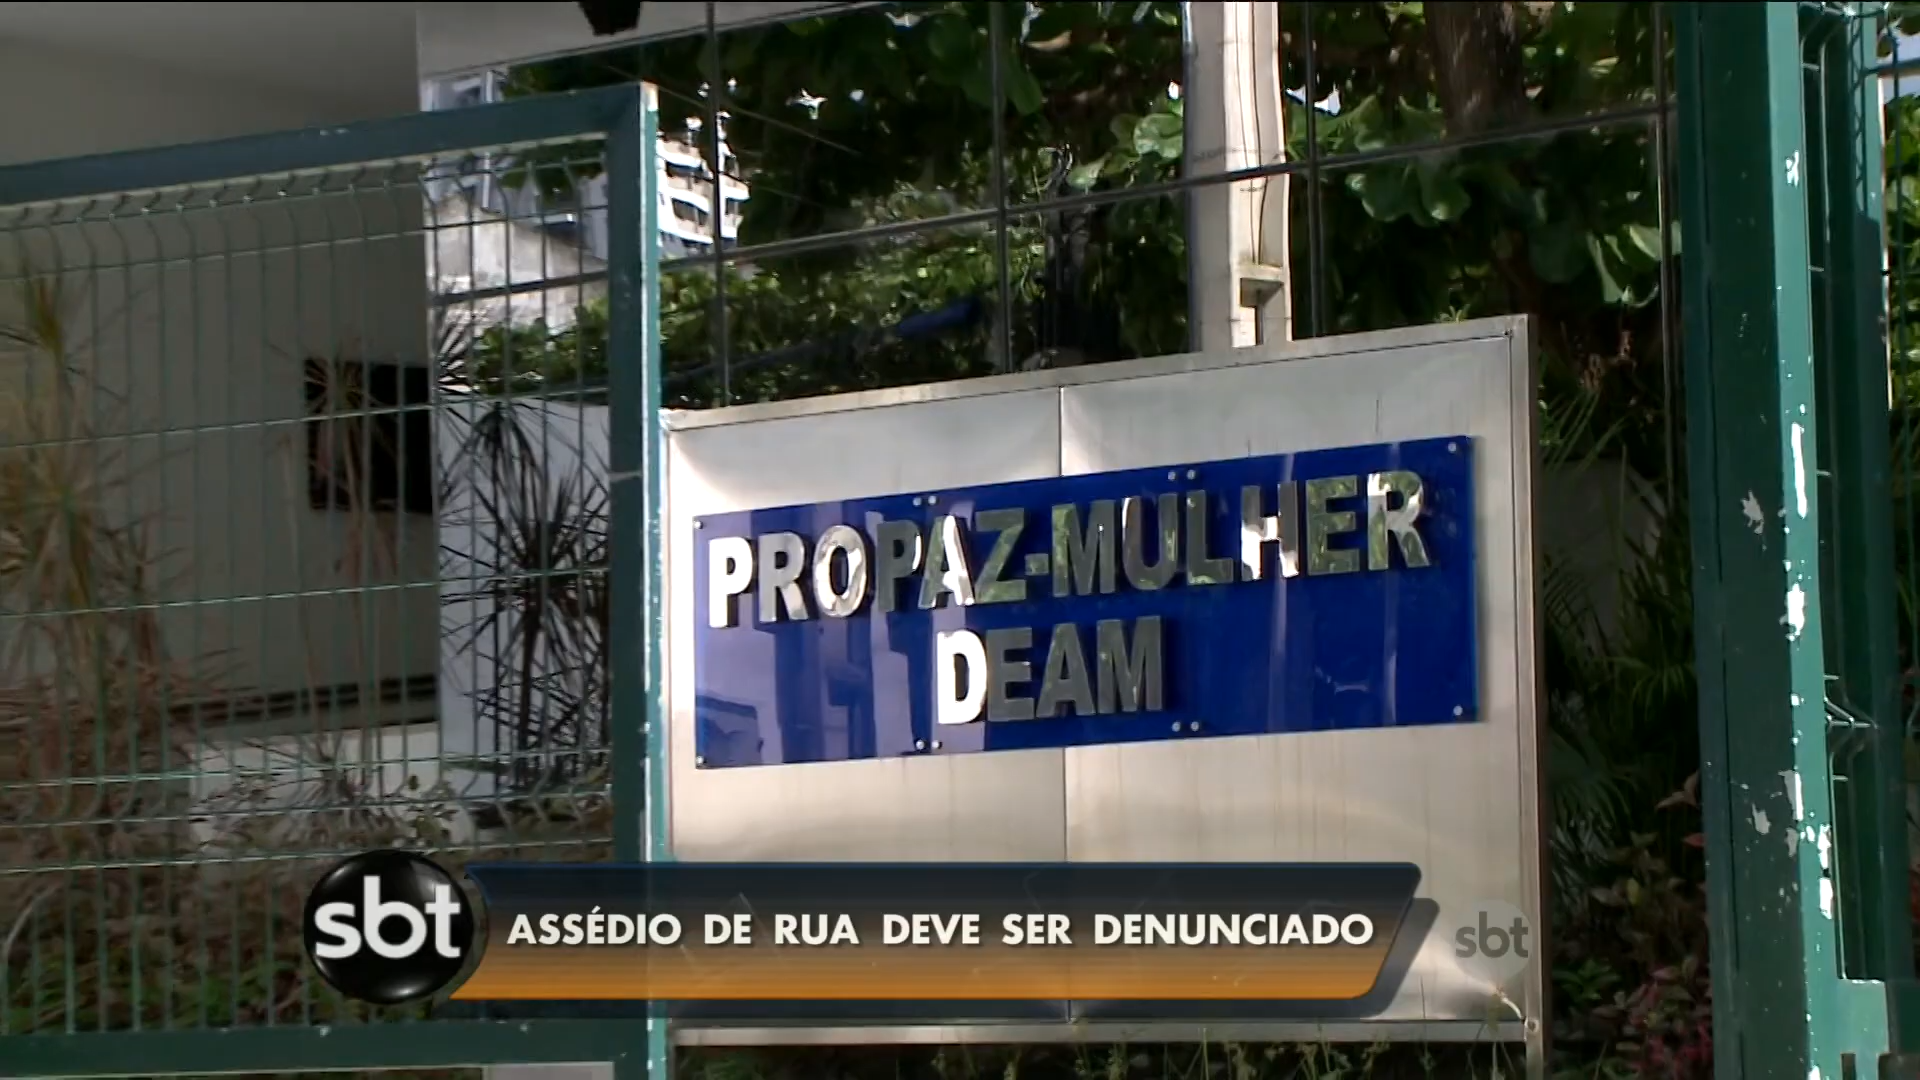 PROPAZ-MULHER
DEAM
sbt
ASSÉDIO DE RUA DEVE SER DENUNCIADO
sbt